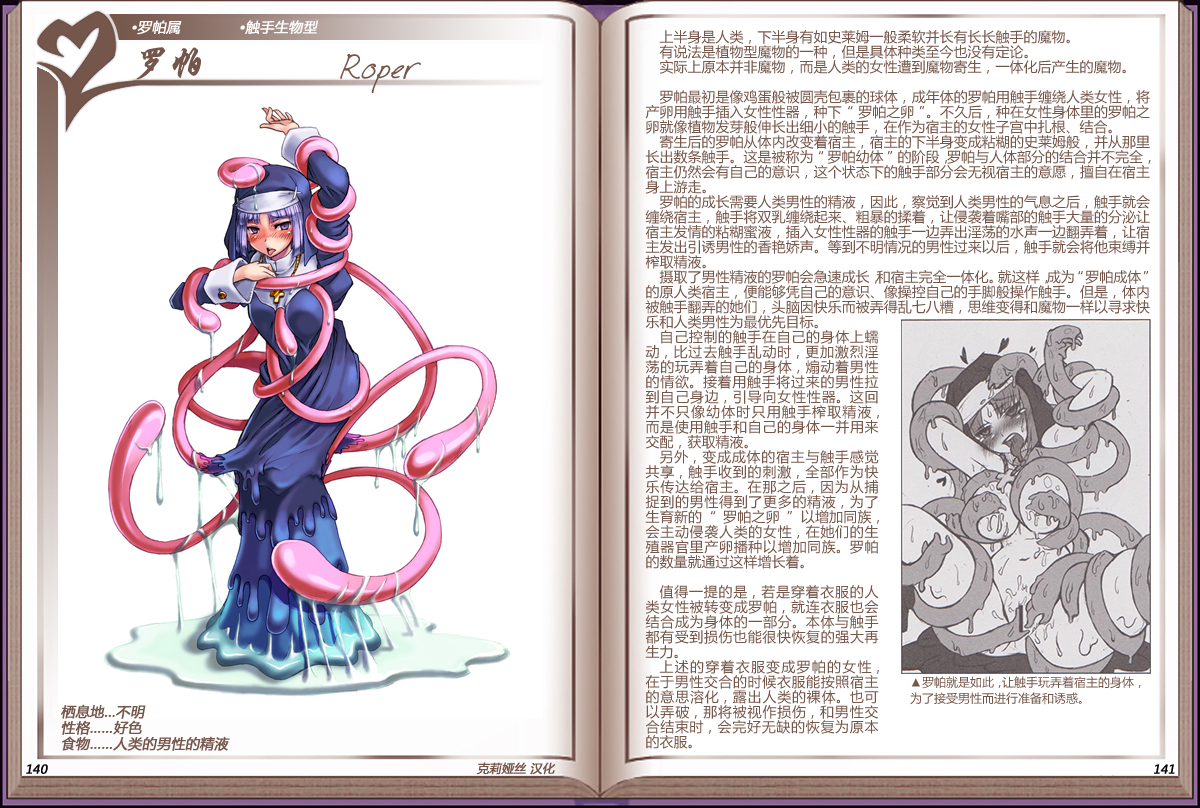 •罗帕属 •触手生物型
罗帕 Roper
栖息地...不明
性格......好色
食物......人类的男性的精液
140
克莉娅丝 汉化
上半身是人类，下半身有如史莱姆一般柔软并长有长长触手的魔物。
有说法是植物型魔物的一种，但是具体种类至今也没有定论。
实际上原本并非魔物，而是人类的女性遭到魔物寄生，一体化后产生的魔物。
罗帕最初是像鸡蛋般被圆壳包裹的球体，成年体的罗帕用触手缠绕人类女性，将
产卵用触手插入女性性器，种下“ 罗帕之卵 ”。不久后，种在女性身体里的罗帕之
卵就像植物发芽般伸长出细小的触手，在作为宿主的女性子宫中扎根、结合。
寄生后的罗帕从体内改变着宿主，宿主的下半身变成粘糊的史莱姆般，并从那里
长出数条触手。这是被称为 “ 罗帕幼体 ” 的阶段 ,罗帕与人体部分的结合并不完全，
宿主仍然会有自己的意识，这个状态下的触手部分会无视宿主的意愿，擅自在宿主
身上游走。
罗帕的成长需要人类男性的精液，因此，察觉到人类男性的气息之后，触手就会
缠绕宿主，触手将双乳缠绕起来、粗暴的揉着，让侵袭着嘴部的触手大量的分泌让
宿主发情的粘糊蜜液，插入女性性器的触手一边弄出淫荡的水声一边翻弄着，让宿
主发出引诱男性的香艳娇声。等到不明情况的男性过来以后，触手就会将他束缚并
榨取精液。
摄取了男性精液的罗帕会急速成长 ,和宿主完全一体化。就这样 ,成为 “ 罗帕成体 ”
的原人类宿主，便能够凭自己的意识、像操控自己的手脚般操作触手。但是，体内
被触手翻弄的她们，头脑因快乐而被弄得乱七八糟，思维变得和魔物一样以寻求快
乐和人类男性为最优先目标。
自己控制的触手在自己的身体上蠕
动，比过去触手乱动时，更加激烈淫
荡的玩弄着自己的身体，煽动着男性
的情欲。接着用触手将过来的男性拉
到自己身边，引导向女性性器。这回
并不只像幼体时只用触手榨取精液，
而是使用触手和自己的身体一并用来
交配，获取精液。
另外，变成成体的宿主与触手感觉
共享，触手收到的刺激，全部作为快
乐传达给宿主。在那之后，因为从捕
捉到的男性得到了更多的精液，为了
生育新的 “ 罗帕之卵 ” 以增加同族，
会主动侵袭人类的女性，在她们的生
殖器官里产卵播种以增加同族。罗帕
的数量就通过这样增长着。
值得一提的是，若是穿着衣服的人
类女性被转变成罗帕，就连衣服也会
结合成为身体的一部分。本体与触手
都有受到损伤也能很快恢复的强大再
生力。
上述的穿着衣服变成罗帕的女性，
在于男性交合的时候衣服能按照宿主
的意思溶化，露出人类的裸体。也可
以弄破，那将被视作损伤，和男性交
合结束时，会完好无缺的恢复为原本
的衣服。
▲罗帕就是如此 ,让触手玩弄着宿主的身体，
为了接受男性而进行准备和诱惑。
141